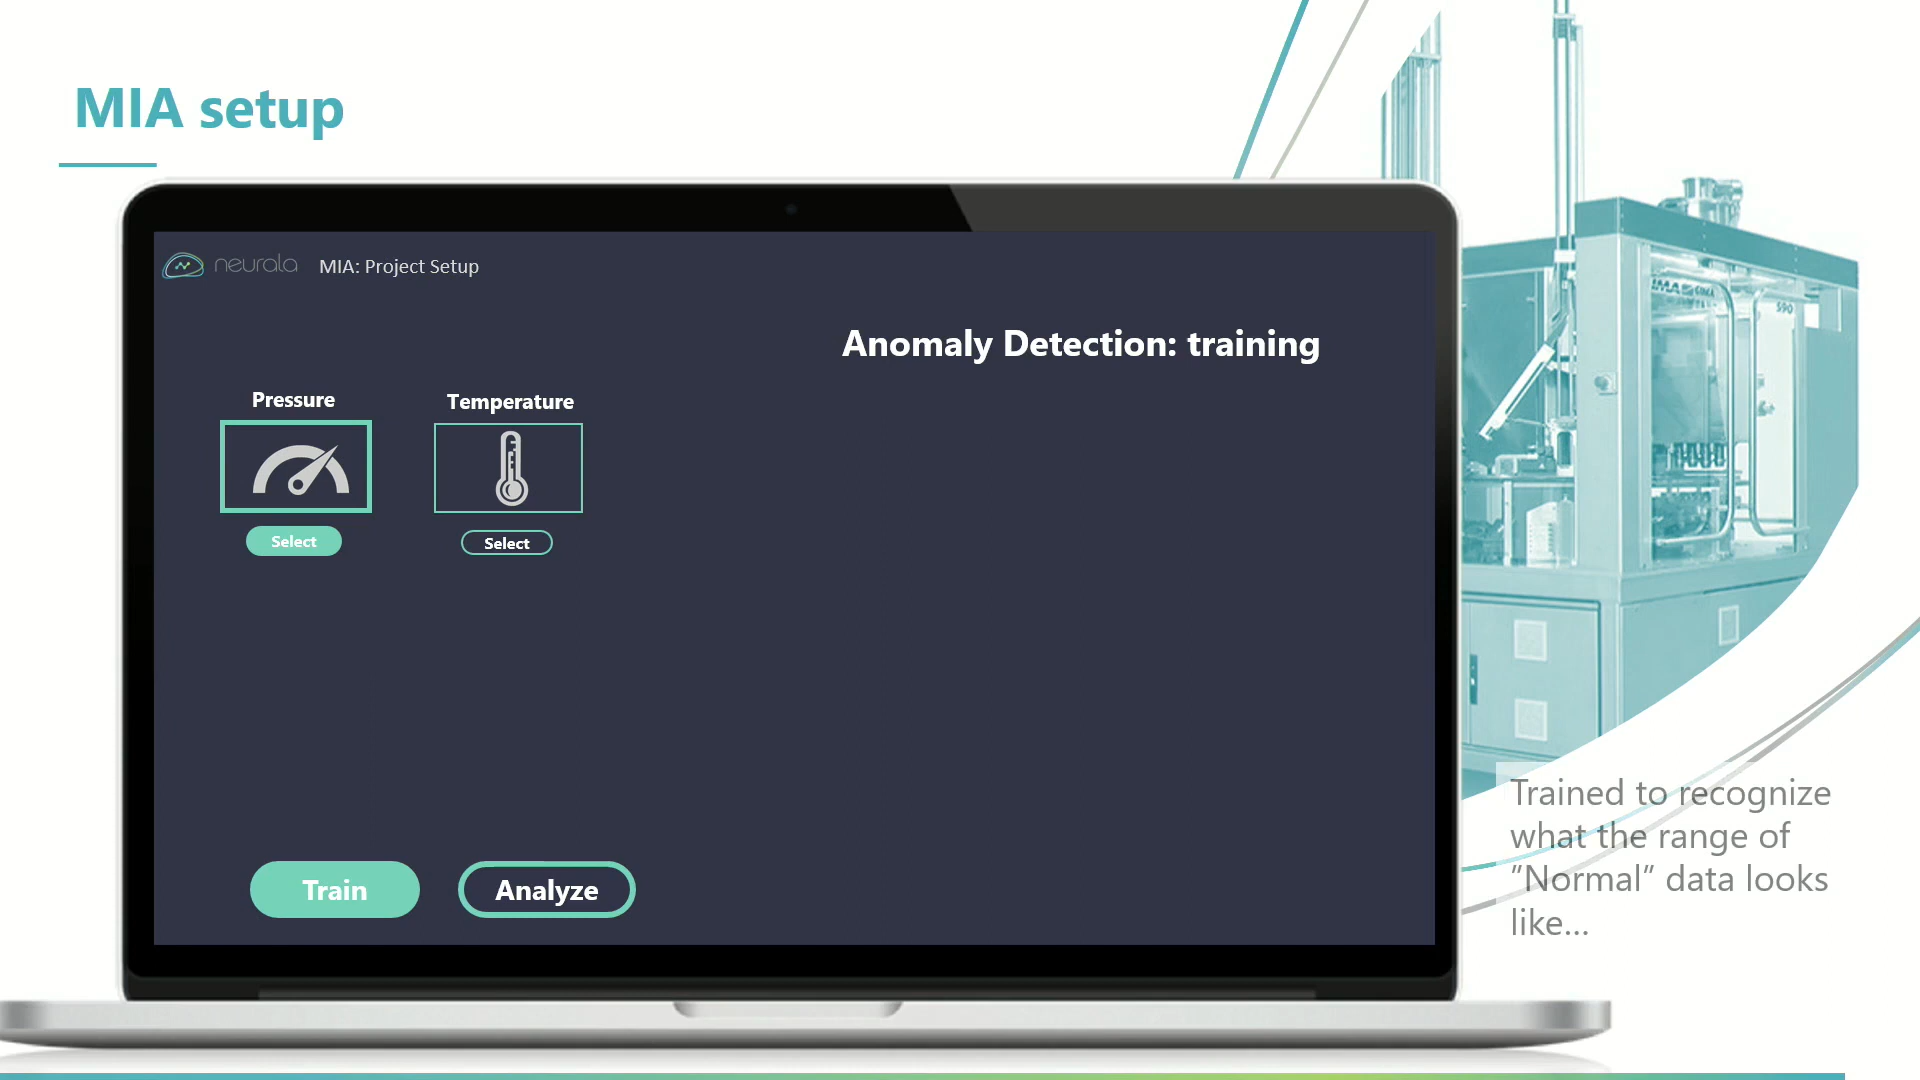 MIA setup
neurala
MIA: Project Setup
Anomaly Detection: training
Pressure
Temperature
Select
Select
Train
Analyze
Trained to recognize
what the range of
”Normal” data looks
like…